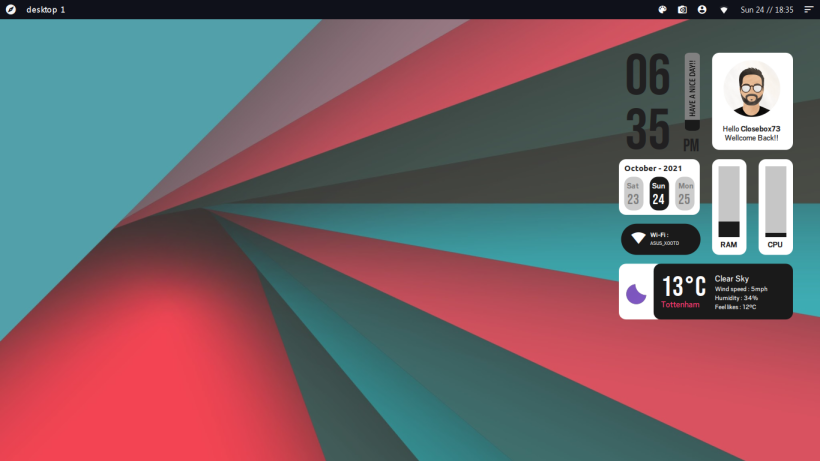 desktop 1
Sun 24 // 18:35
06
35
PM
HAVE A NICE DAY!!
Hello Closebox73
Wellcome Back!!
October - 2021
Sat Sun Mon
23 24 25
Wi-Fi :
ASUS_X00TD
RAM
CPU
13°C
Tottenham
Clear Sky
Wind speed : 5mph
Humidity : 34%
Feel likes : 12°C